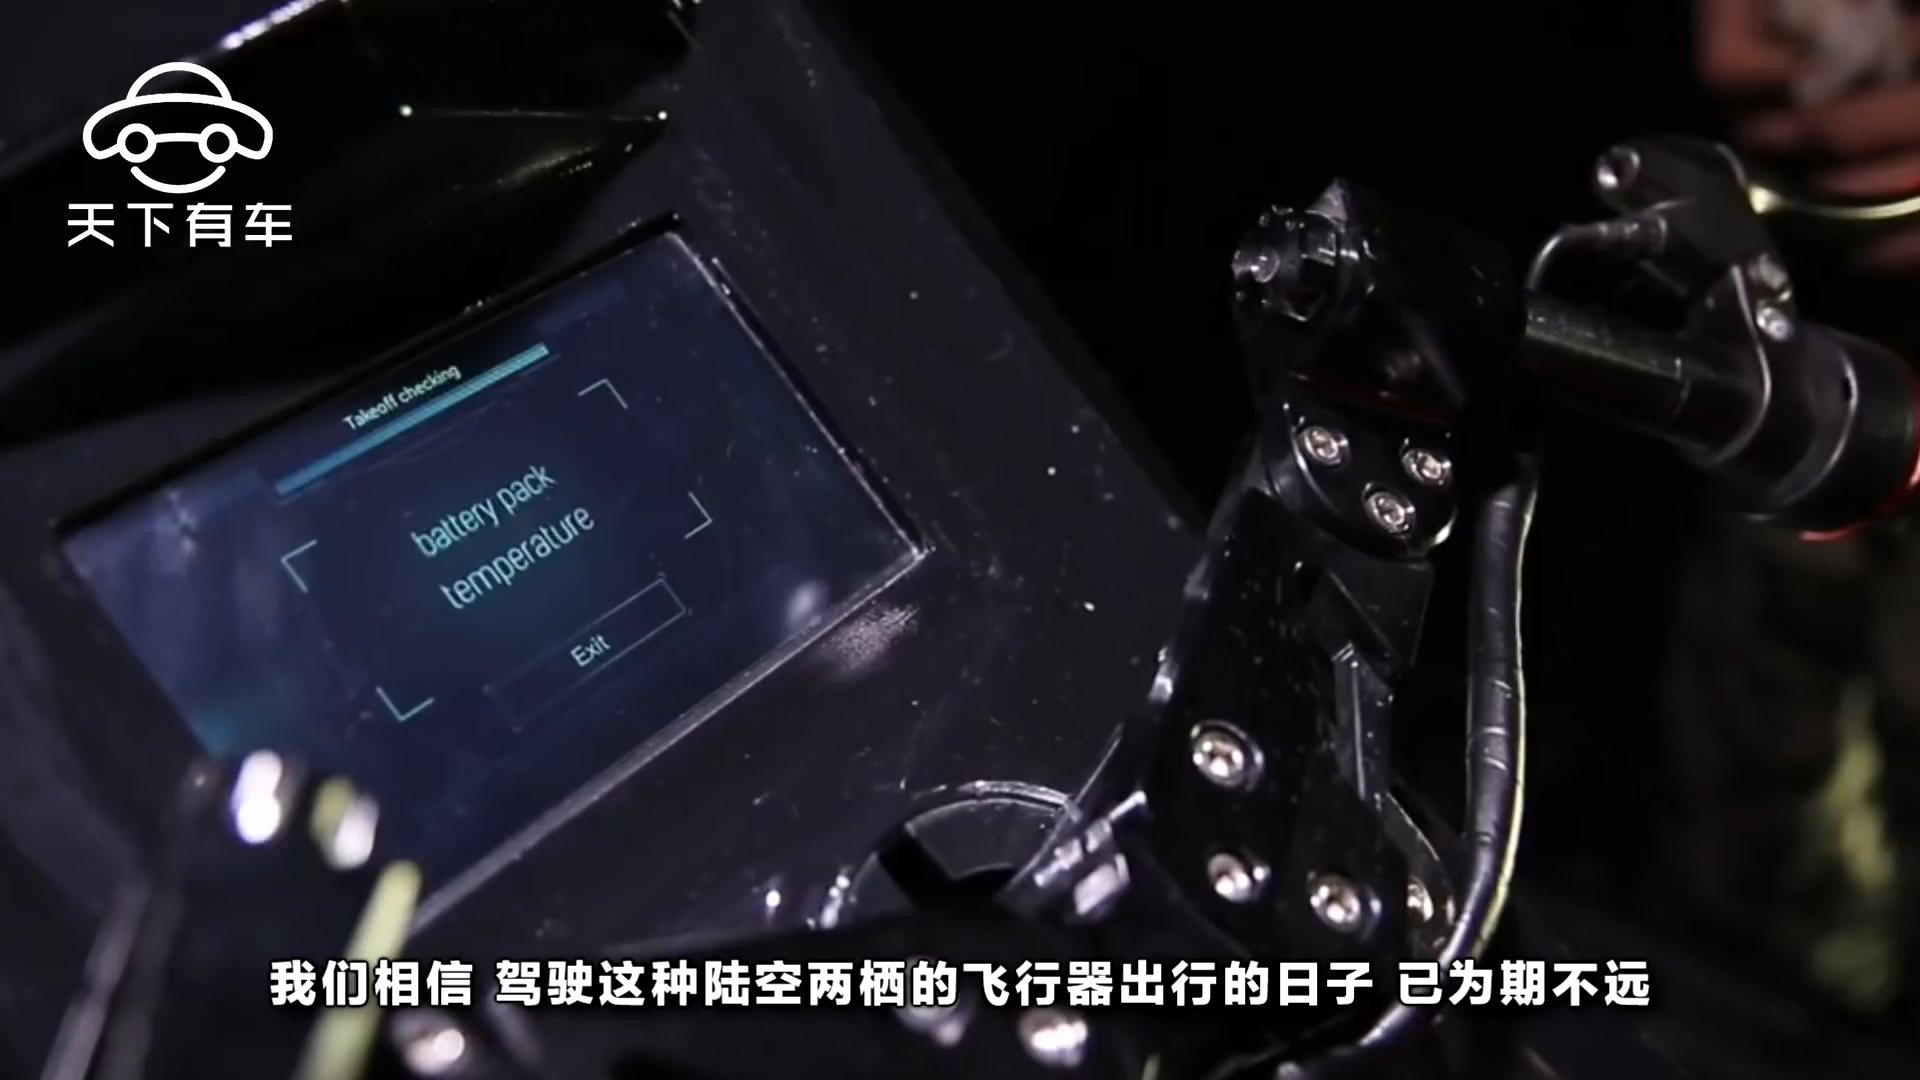 天下有车
Takeoff checking
battery pack
temperature
Exit
我们相信 驾驶这种陆空两栖的飞行器出行的日子 已为期不远